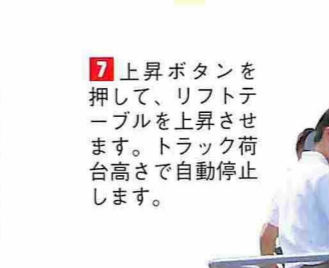 7 上昇ボタンを
押して、リフトテ
ーブルを上昇させ
ます。トラック荷
台高さで自動停止
します。